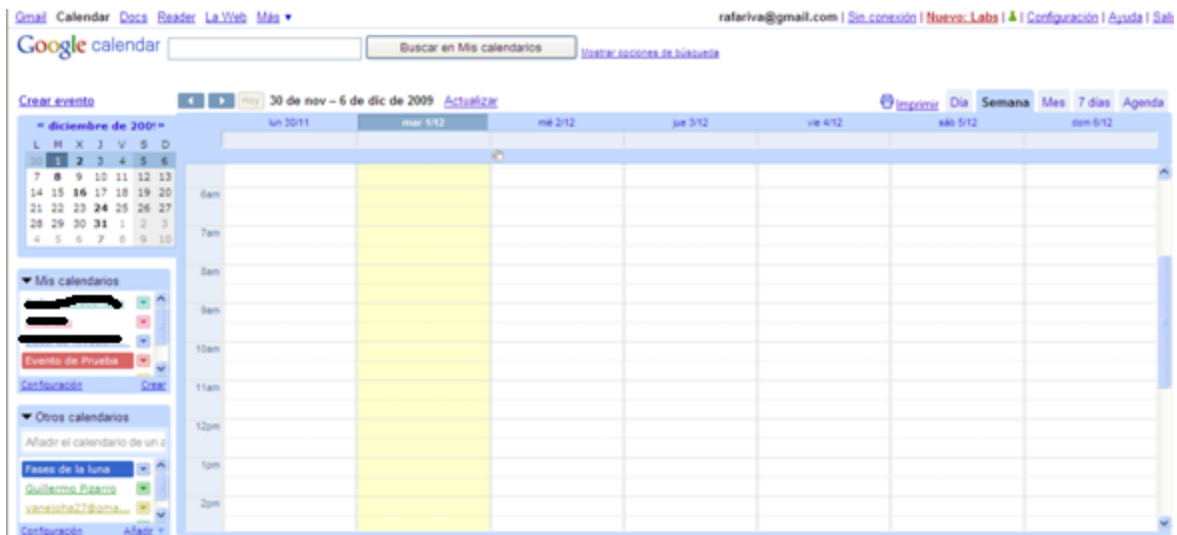 Gmail Calendar Docs Reader La Web Más ▼
rafariva@gmail.com | Sin conexión | Nuevo: Labs | Configuración | Ayuda | Sali
Google calendar
Buscar en Mis calendarios
Mostrar opciones de búsqueda
Crear evento
Hoy 30 de nov – 6 de dic de 2009 Actualizar
Imprimir Día Semana Mes 7 días Agenda
« diciembre de 2009 »
L M X J V S D
30 1 2 3 4 5 6
7 8 9 10 11 12 13
14 15 16 17 18 19 20
21 22 23 24 25 26 27
28 29 30 31 1 2 3
4 5 6 7 8 9 10
lun 30/11 mar 1/12 mié 2/12 jue 3/12 vie 4/12 sáb 5/12 dom 6/12
6am
7am
8am
9am
10am
11am
12pm
1pm
2pm
Mis calendarios
Evento de Prueba
Configuración Crear
Otros calendarios
Añadir el calendario de un a
Fases de la luna
Guillermo Pizarro
vanejoha27@gma...
Configuración Añadir ▼